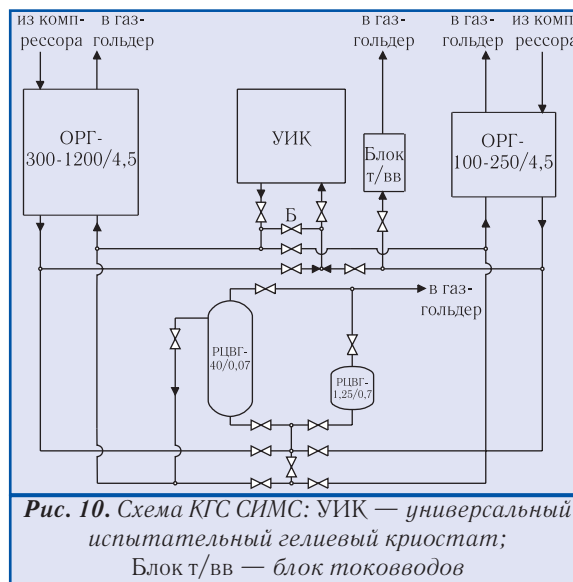 из комп-
рессора
в газ-
гольдер
в газ-
гольдер
в газ-
гольдер
из комп-
рессора
ОРГ-
300-1200/4,5
УИК
Блок
т/вв
ОРГ-
100-250/4,5
Б
в газ-
гольдер
РЦВГ-
40/0,07
РЦВГ-
1,25/0,7
Рис. 10. Схема КГС СИМС: УИК — универсальный
испытательный гелиевый криостат;
Блок т/вв — блок токовводов